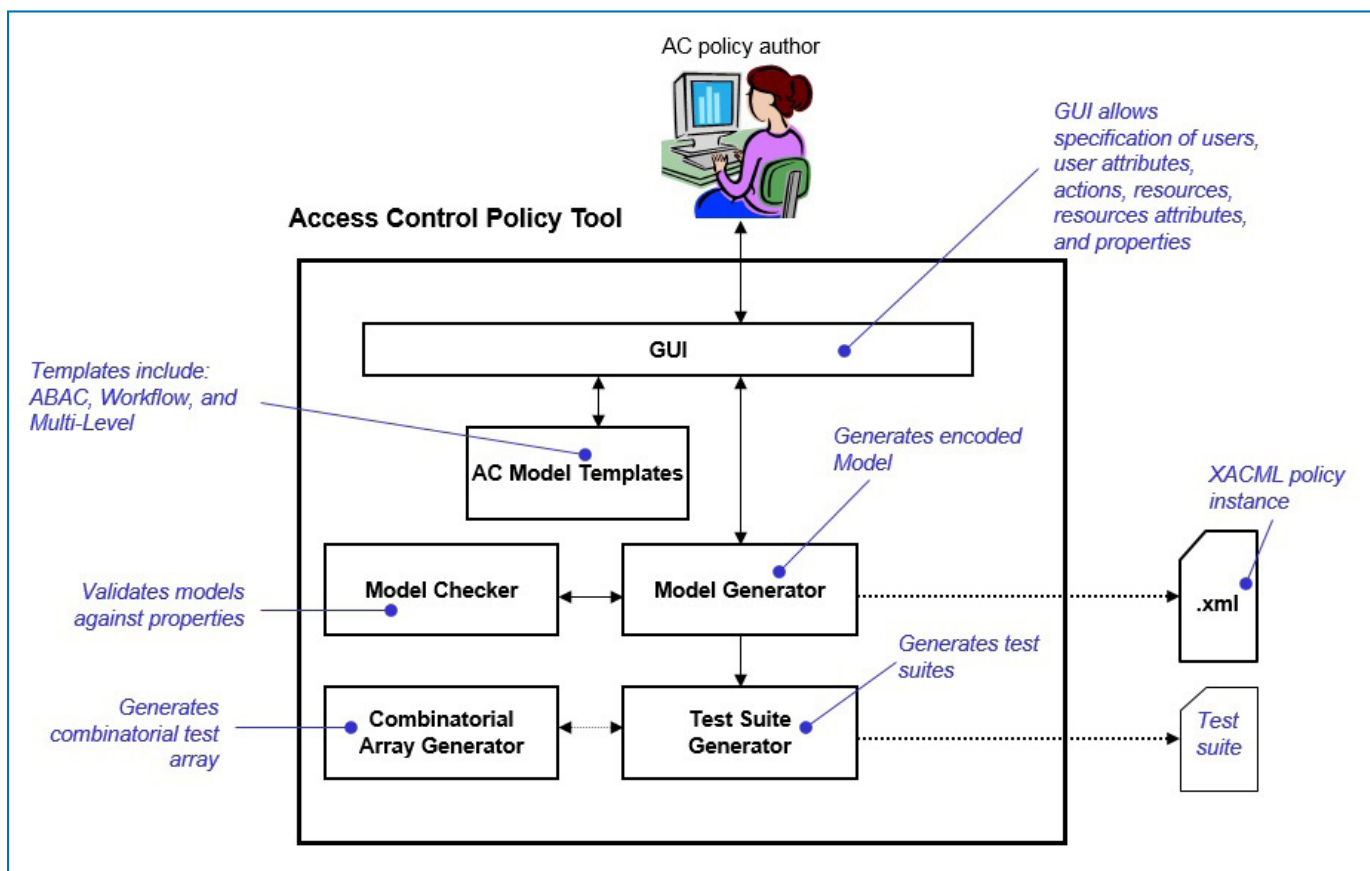 AC policy author
GUI allows
specification of users,
user attributes,
actions, resources,
resources attributes,
and properties
Access Control Policy Tool
GUI
Templates include:
ABAC, Workflow, and
Multi-Level
AC Model Templates
Generates encoded
Model
XACML policy
instance
Validates models
against properties
Model Checker
Model Generator
.xml
Generates test
suites
Generates
combinatorial test
array
Combinatorial
Array Generator
Test Suite
Generator
Test
suite